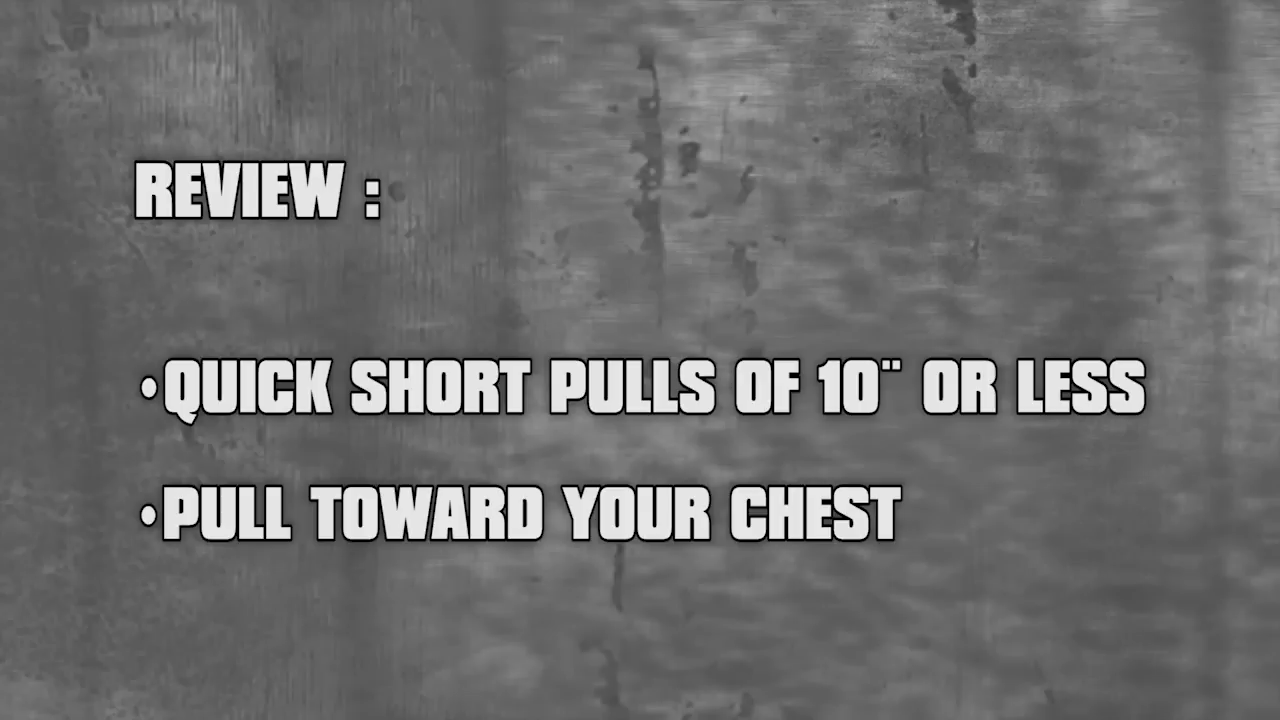 REVIEW :
•QUICK SHORT PULLS OF 10¨ OR LESS
•PULL TOWARD YOUR CHEST